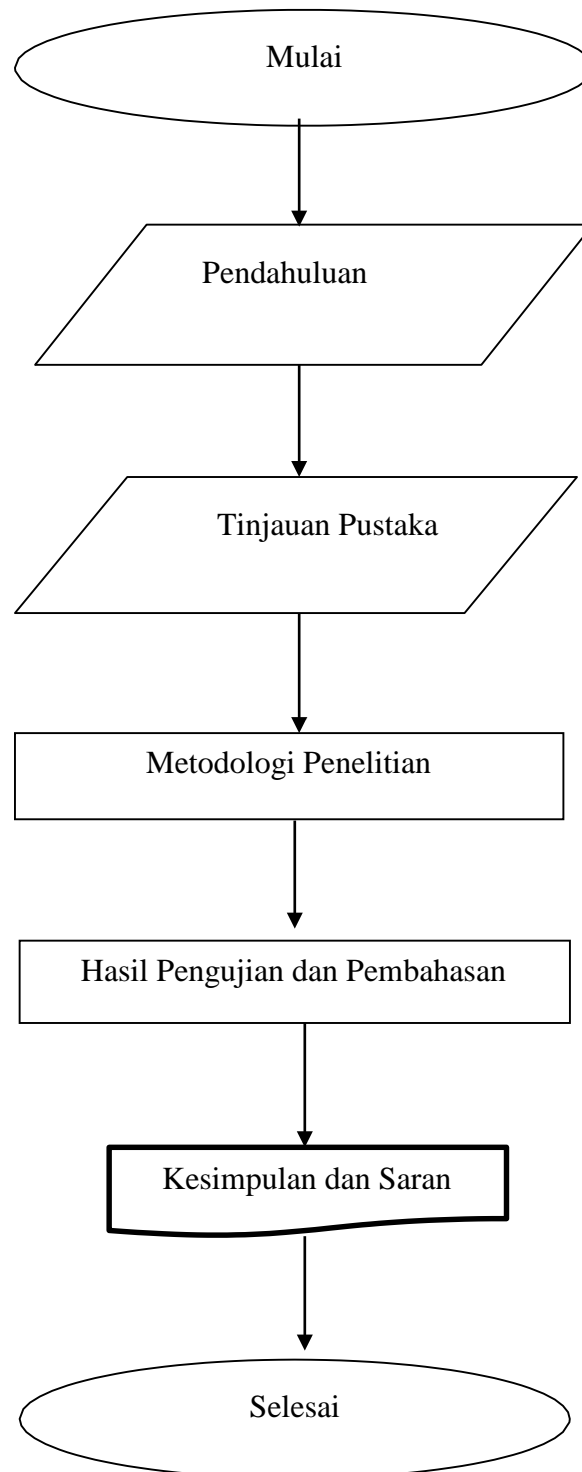 Mulai
Pendahuluan
Tinjauan Pustaka
Metodologi Penelitian
Hasil Pengujian dan Pembahasan
Kesimpulan dan Saran
Selesai